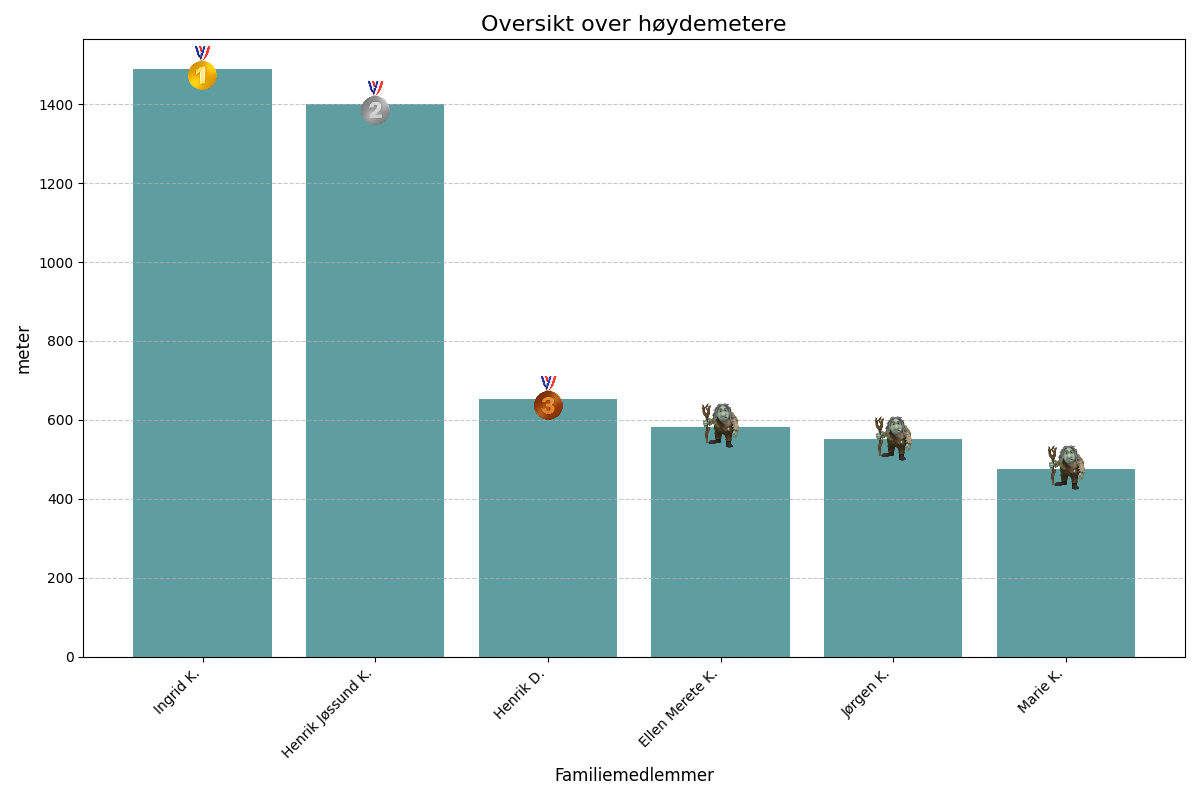 Oversikt over høydemetere
meter
1400
1200
1000
800
600
400
200
0
1
2
3
Ingrid K.
Henrik Jøssund K.
Henrik D.
Ellen Merete K.
Jørgen K.
Marie K.
Familiemedlemmer